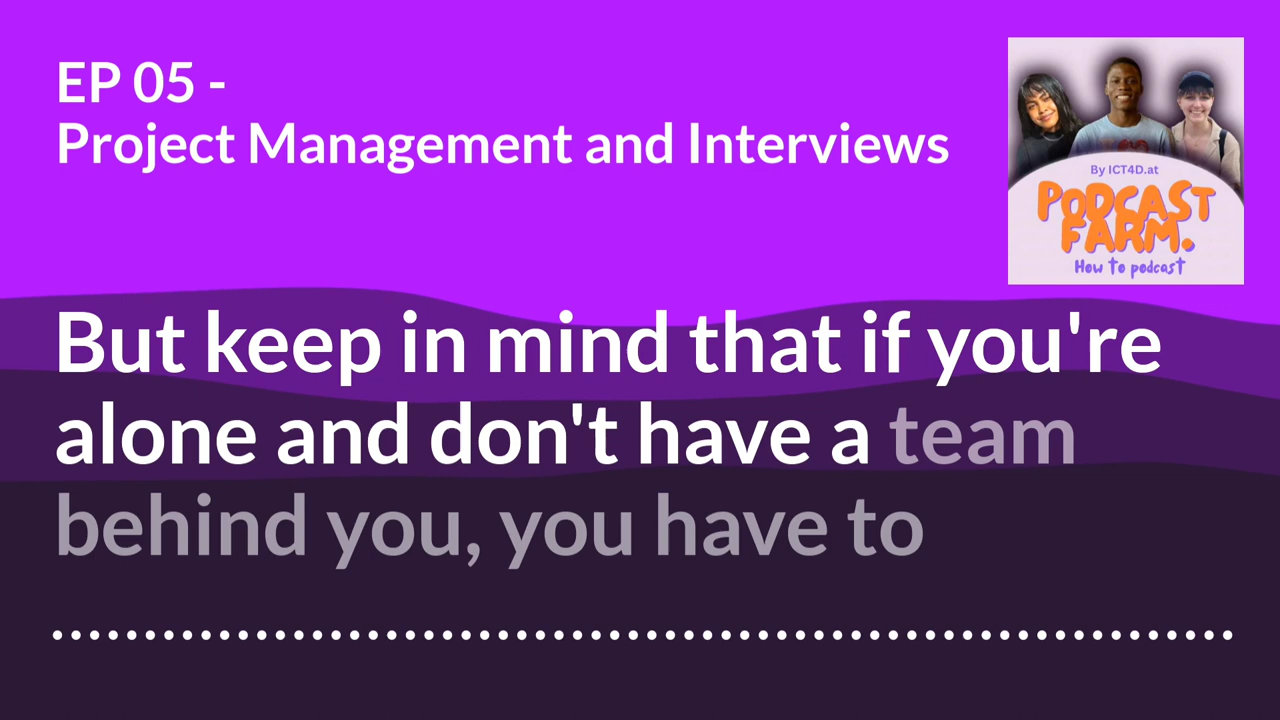 EP 05 -
Project Management and Interviews
By ICT4D.at
PODCAST
FARM.
How to podcast
But keep in mind that if you're
alone and don't have a team
behind you, you have to